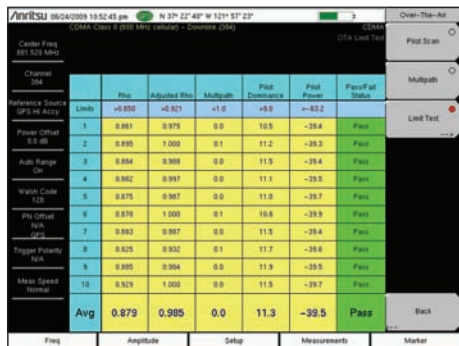 Anritsu 06/24/2009 10:52:45 pm GPS N 37° 22' 40" W 121° 57' 23" Over-The-Air
CDMA Class 0 (800 MHz cellular) - Downlink (384) CDMA
OTA Limit Test
Center Freq
881.520 MHz
Channel
384
Reference Source
GPS Hi Accy
Power Offset
0.0 dB
Auto Range
On
Walsh Code
128
PN Offset
N/A
GPS
Trigger Polarity
N/A
Meas Speed
Normal
Rho Adjusted Rho Multipath Pilot Dominance Pilot Power Pass/Fail Status
Limits >0.850 >0.921 <1.0 >9.0 >-83.2
1 0.861 0.975 0.0 10.5 -39.4 Pass
2 0.895 1.000 0.1 11.2 -39.3 Pass
3 0.884 0.988 0.0 11.5 -39.4 Pass
4 0.882 0.997 0.0 11.1 -39.5 Pass
5 0.875 0.987 0.0 11.0 -39.7 Pass
6 0.878 1.000 0.1 10.8 -39.9 Pass
7 0.883 0.987 0.0 11.5 -39.4 Pass
8 0.825 0.932 0.1 11.7 -39.6 Pass
9 0.885 0.984 0.0 11.9 -39.5 Pass
10 0.929 1.000 0.0 11.5 -39.7 Pass
Avg 0.879 0.985 0.0 11.3 -39.5 Pass
Pilot Scan
Multipath
Limit Test
-->
Back
Freq Amplitude Setup Measurements Marker